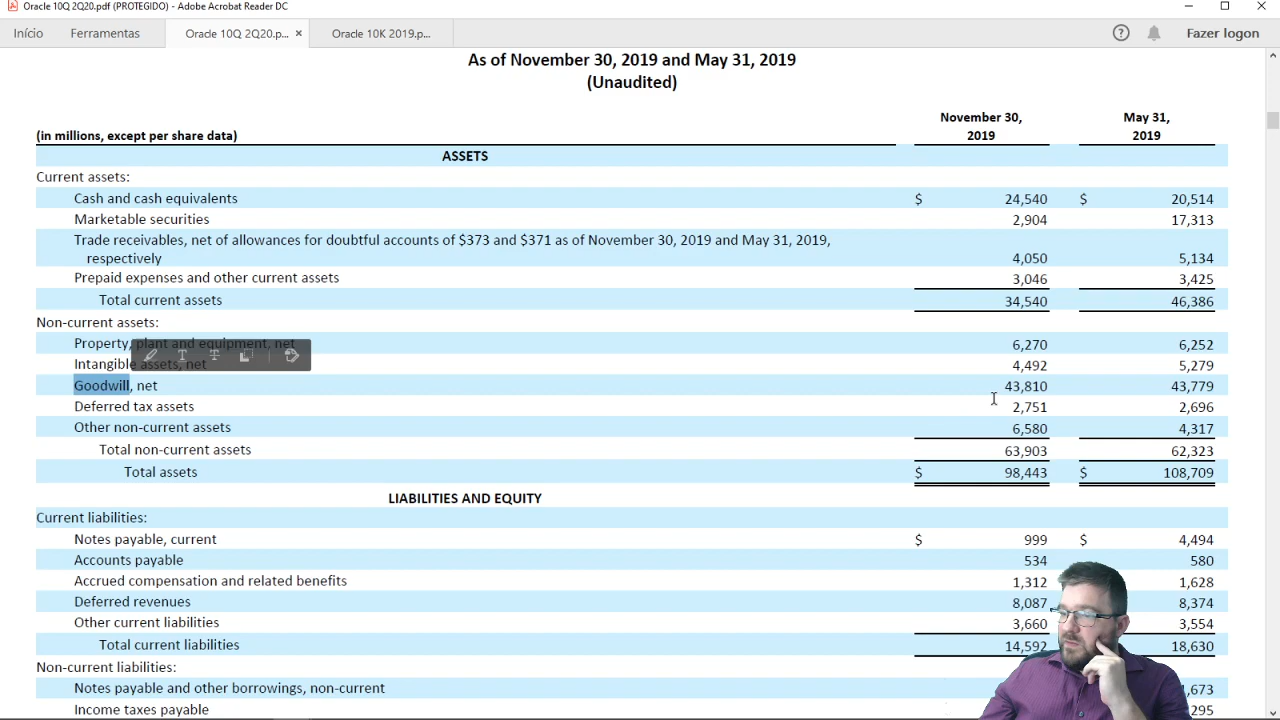 Oracle 10Q 2Q20.pdf (PROTEGIDO) - Adobe Acrobat Reader DC
Início Ferramentas Oracle 10Q 2Q20.p... × Oracle 10K 2019.p... Fazer logon
As of November 30, 2019 and May 31, 2019
(Unaudited)
November 30, May 31,
(in millions, except per share data) 2019 2019
ASSETS
Current assets:
Cash and cash equivalents $ 24,540 $ 20,514
Marketable securities 2,904 17,313
Trade receivables, net of allowances for doubtful accounts of $373 and $371 as of November 30, 2019 and May 31, 2019,
respectively 4,050 5,134
Prepaid expenses and other current assets 3,046 3,425
Total current assets 34,540 46,386
Non-current assets:
Property, plant and equipment, net 6,270 6,252
Intangible assets, net 4,492 5,279
Goodwill, net 43,810 43,779
Deferred tax assets 2,751 2,696
Other non-current assets 6,580 4,317
Total non-current assets 63,903 62,323
Total assets $ 98,443 $ 108,709
LIABILITIES AND EQUITY
Current liabilities:
Notes payable, current $ 999 $ 4,494
Accounts payable 534 580
Accrued compensation and related benefits 1,312 1,628
Deferred revenues 8,087 8,374
Other current liabilities 3,660 3,554
Total current liabilities 14,592 18,630
Non-current liabilities:
Notes payable and other borrowings, non-current ,673
Income taxes payable 295